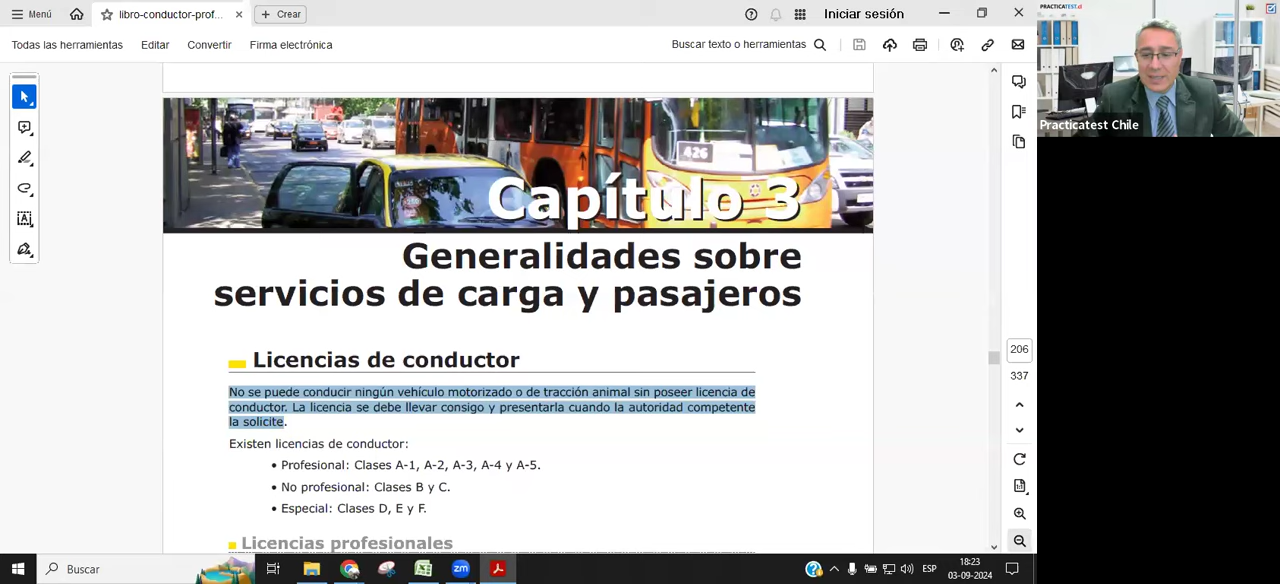 Menú
libro-conductor-prof...
Crear
Iniciar sesión
Todas las herramientas
Editar
Convertir
Firma electrónica
Buscar texto o herramientas
PRACTICATEST.cl
Practicatest Chile
426
Capítulo 3
Generalidades sobre
servicios de carga y pasajeros
Licencias de conductor
No se puede conducir ningún vehículo motorizado o de tracción animal sin poseer licencia de
conductor. La licencia se debe llevar consigo y presentarla cuando la autoridad competente
la solicite.
Existen licencias de conductor:
• Profesional: Clases A-1, A-2, A-3, A-4 y A-5.
• No profesional: Clases B y C.
• Especial: Clases D, E y F.
Licencias profesionales
206
337
Buscar
ESP
18:23
03-09-2024